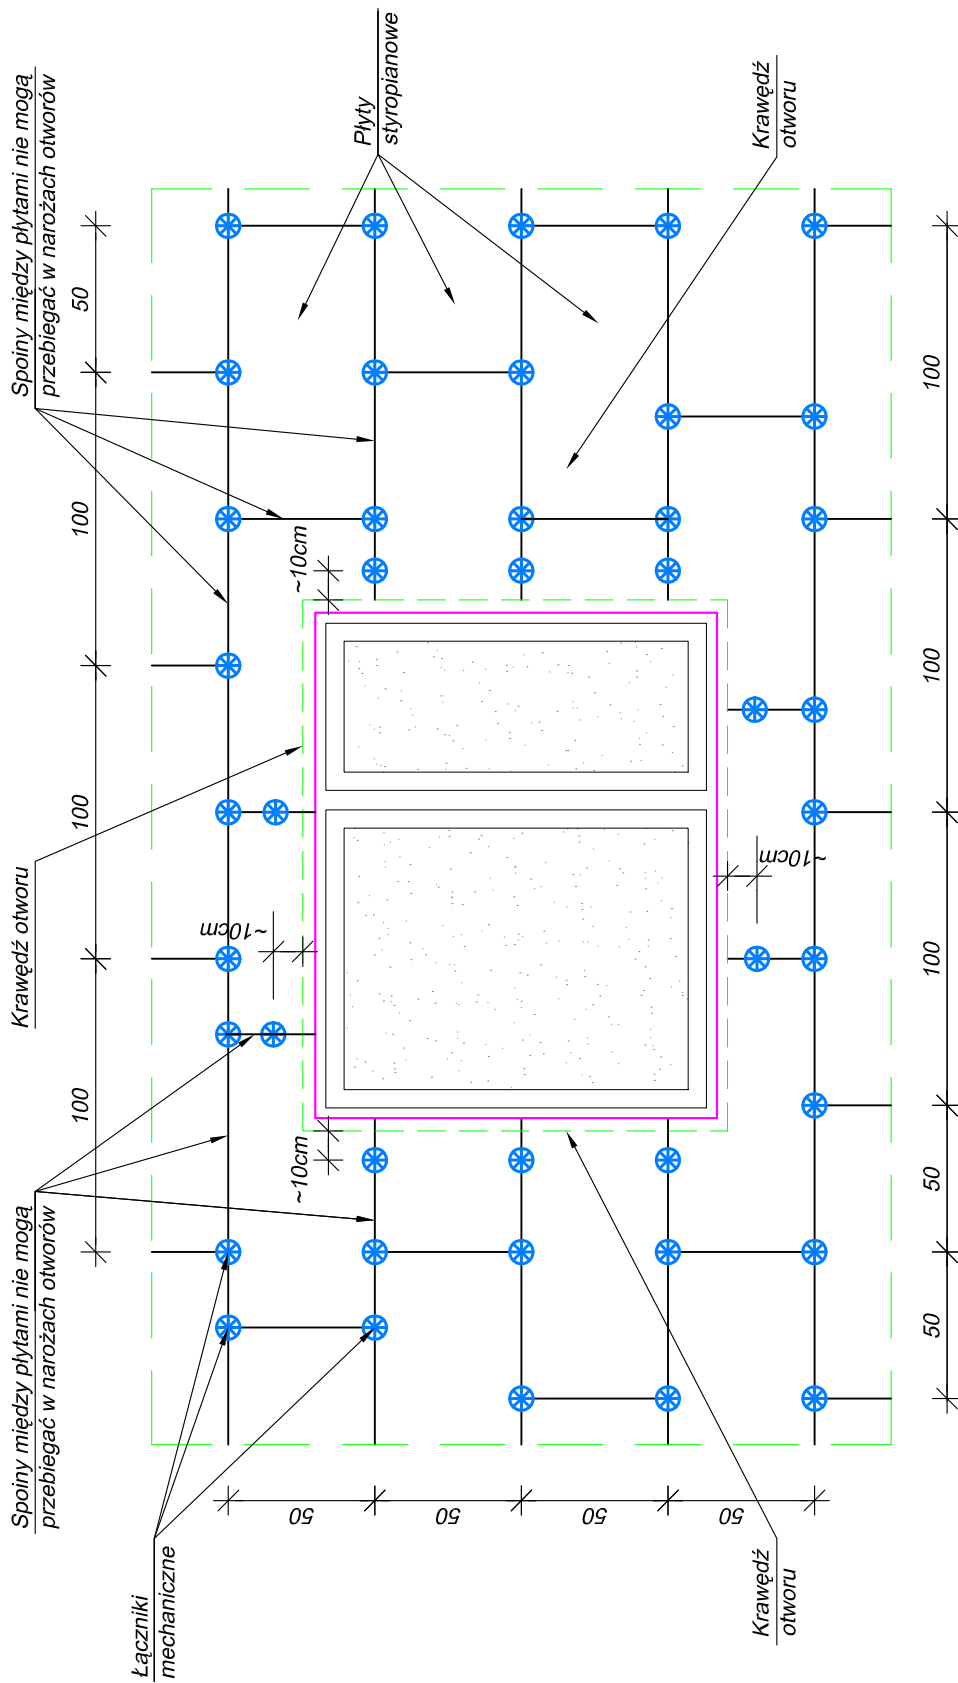 Spoiny między płytami nie mogą
przebiegać w narożach otworów
Krawędź otworu
Spoiny między płytami nie mogą
przebiegać w narożach otworów
100
100
100
50
Łączniki
mechaniczne
~10cm
~10cm
~10cm
50
Płyty
styropianowe
50
50
50
Krawędź
otworu
Krawędź
otworu
~10cm
50
50
100
100
100